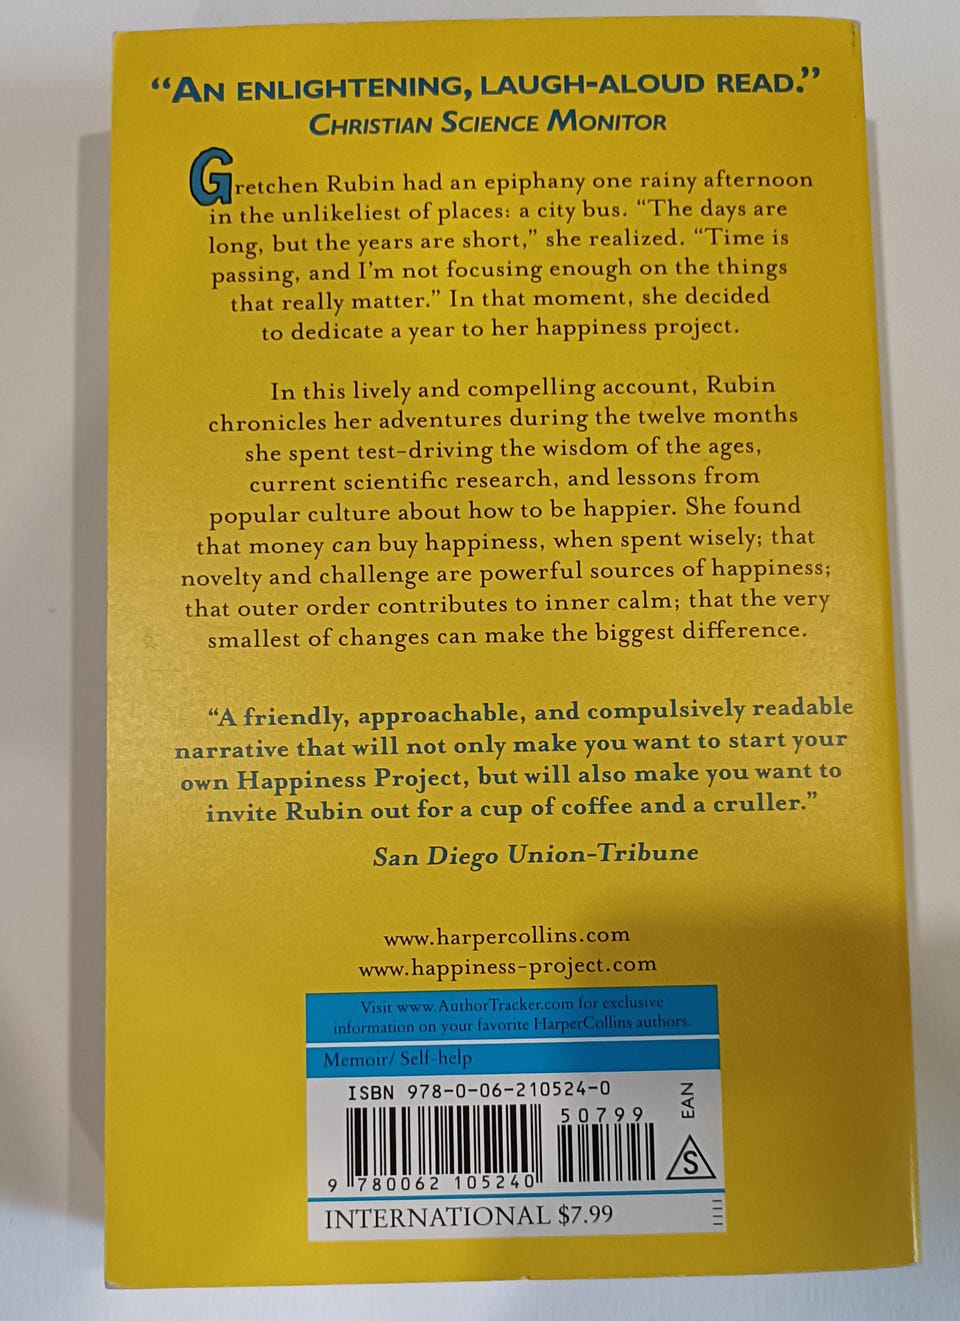 “AN ENLIGHTENING, LAUGH-ALOUD READ.”
CHRISTIAN SCIENCE MONITOR
Gretchen Rubin had an epiphany one rainy afternoon
in the unlikeliest of places: a city bus. “The days are
long, but the years are short,” she realized. “Time is
passing, and I’m not focusing enough on the things
that really matter.” In that moment, she decided
to dedicate a year to her happiness project.
In this lively and compelling account, Rubin
chronicles her adventures during the twelve months
she spent test-driving the wisdom of the ages,
current scientific research, and lessons from
popular culture about how to be happier. She found
that money can buy happiness, when spent wisely; that
novelty and challenge are powerful sources of happiness;
that outer order contributes to inner calm; that the very
smallest of changes can make the biggest difference.
“A friendly, approachable, and compulsively readable
narrative that will not only make you want to start your
own Happiness Project, but will also make you want to
invite Rubin out for a cup of coffee and a cruller.”
San Diego Union-Tribune
www.harpercollins.com
www.happiness-project.com
Visit www.AuthorTracker.com for exclusive
information on your favorite HarperCollins authors.
Memoir/ Self-help
ISBN 978-0-06-210524-0
50799
EAN
S
9 780062 105240
INTERNATIONAL $7.99